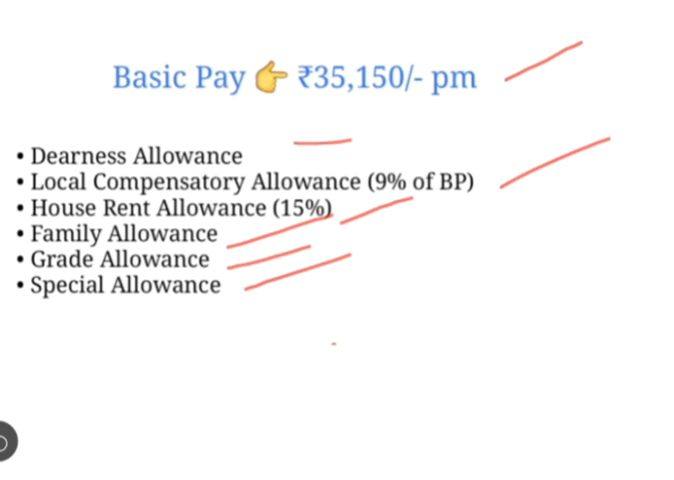 Basic Pay 👉 ₹35,150/- pm
• Dearness Allowance
• Local Compensatory Allowance (9% of BP)
• House Rent Allowance (15%)
• Family Allowance
• Grade Allowance
• Special Allowance